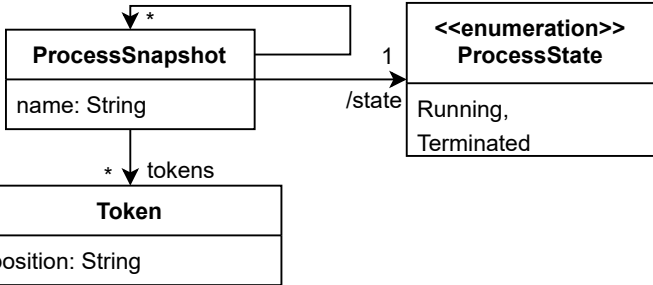 *
<<enumeration>>
ProcessState
ProcessSnapshot
1
name: String
/state
Running,
Terminated
* tokens
Token
position: String